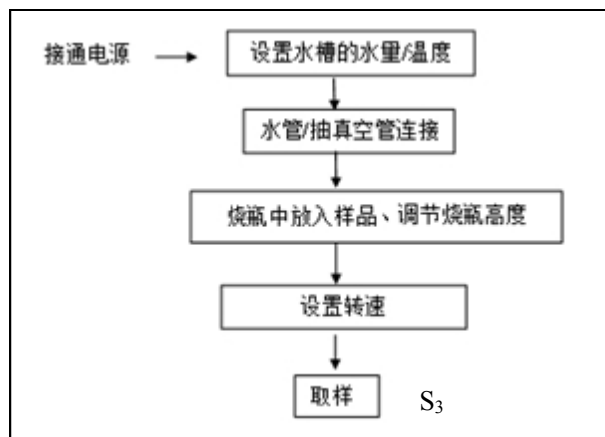 接通电源
设置水槽的水量/温度
水管/抽真空管连接
烧瓶中放入样品、调节烧瓶高度
设置转速
取样
S₃